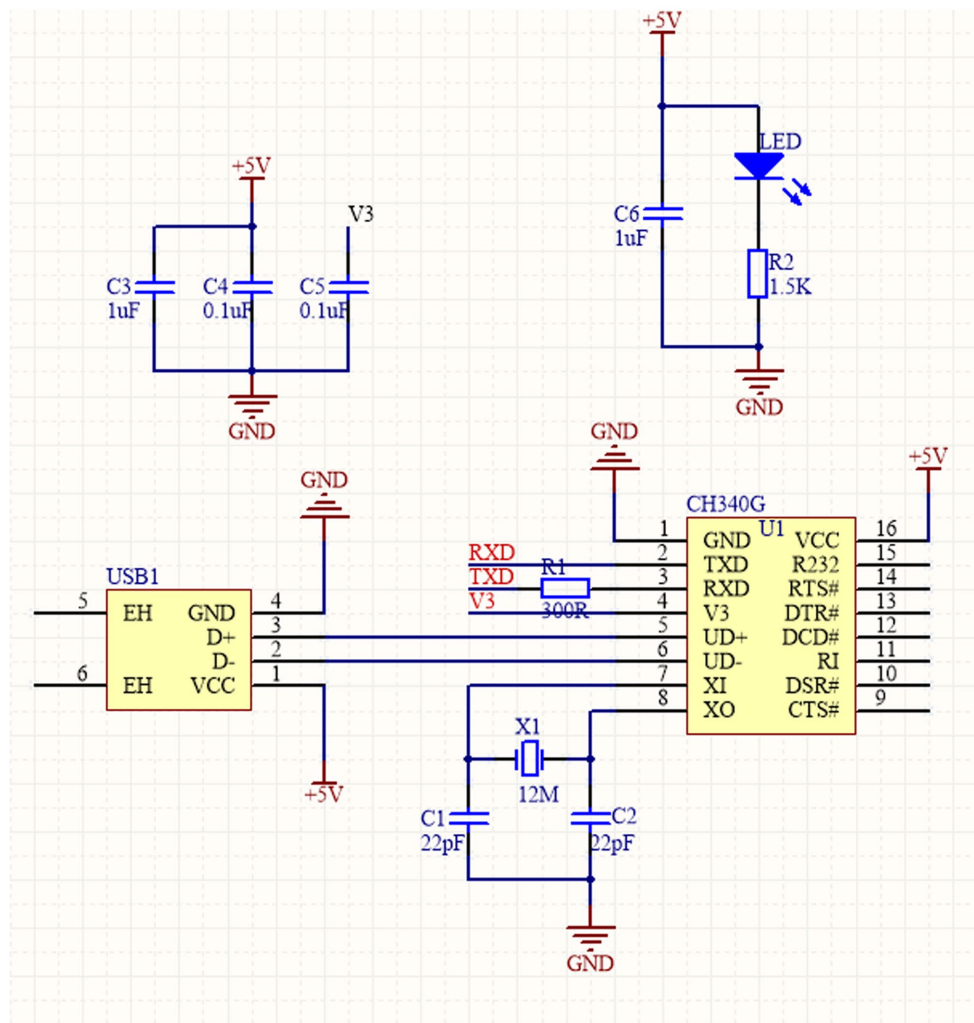 +5V
LED
C6
1uF
R2
1.5K
GND
+5V
V3
C3
1uF
C4
0.1uF
C5
0.1uF
GND
GND
+5V
CH340G
U1
1 GND VCC 16
2 TXD R232 15
3 RXD RTS# 14
4 V3 DTR# 13
5 UD+ DCD# 12
6 UD- RI 11
7 XI DSR# 10
8 XO CTS# 9
RXD
TXD
R1
V3
300R
GND
USB1
5 EH GND 4
D+ 3
D- 2
6 EH VCC 1
+5V
X1
12M
C1
22pF
C2
22pF
GND